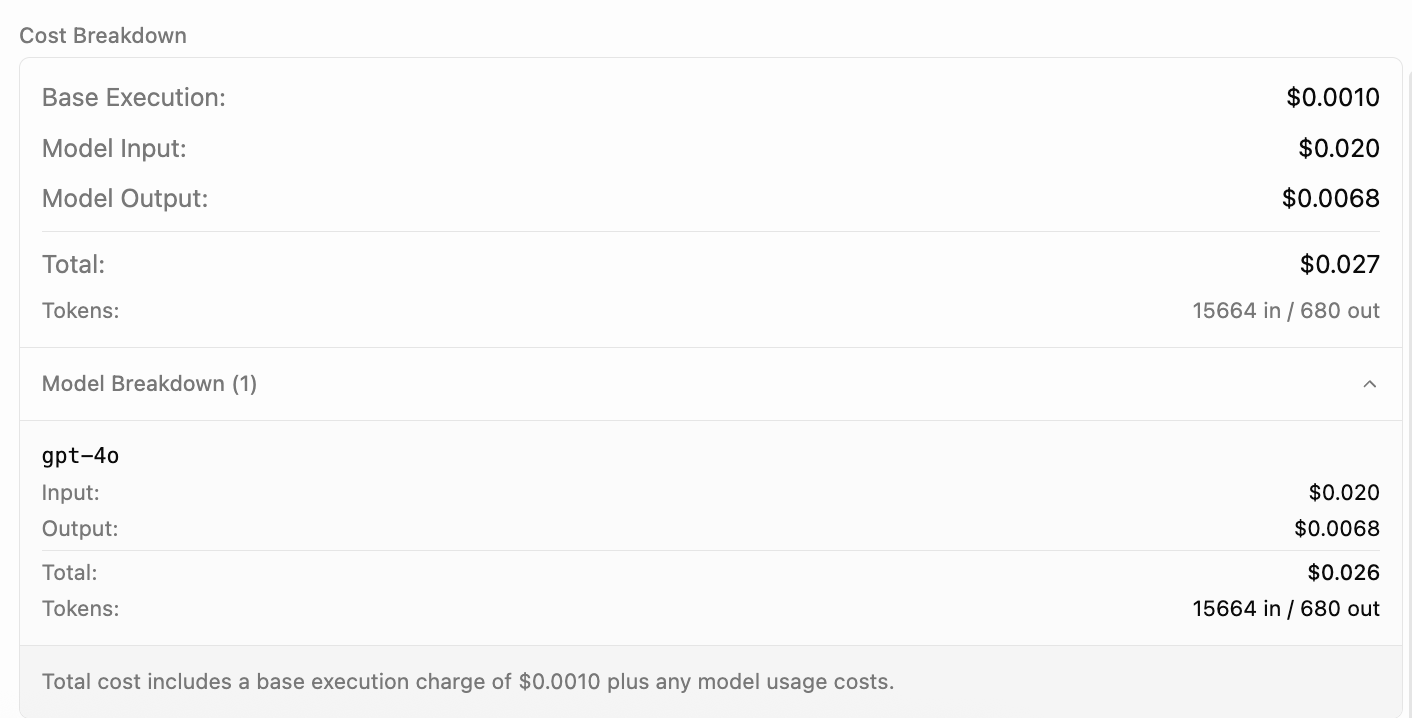 Cost Breakdown
Base Execution: $0.0010
Model Input: $0.020
Model Output: $0.0068
Total: $0.027
Tokens: 15664 in / 680 out
Model Breakdown (1)
gpt-4o
Input: $0.020
Output: $0.0068
Total: $0.026
Tokens: 15664 in / 680 out
Total cost includes a base execution charge of $0.0010 plus any model usage costs.